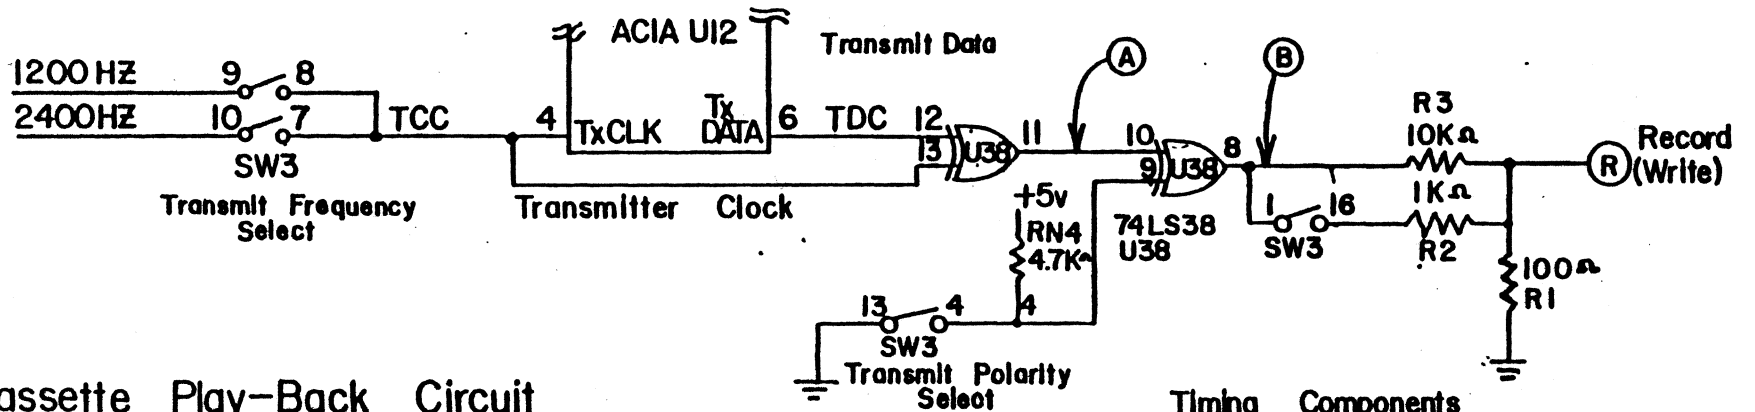 ACIA U12
Transmit Data
A
B
1200 HZ 9 8
2400HZ 10 7 TCC
SW3
Transmit Frequency
Select
4 TxCLK
Tx
DATA
6 TDC 12
13
U38
11
10
9
U38
8
R3
10KΩ
R
Record
(Write)
Transmitter Clock
+5v
RN4
4.7KΩ
4
74LS38
U38
1 16
SW3
1KΩ
R2
100Ω
R1
13 4
SW3
Transmit Polarity
Select
assette Play-Back Circuit
Timing Components